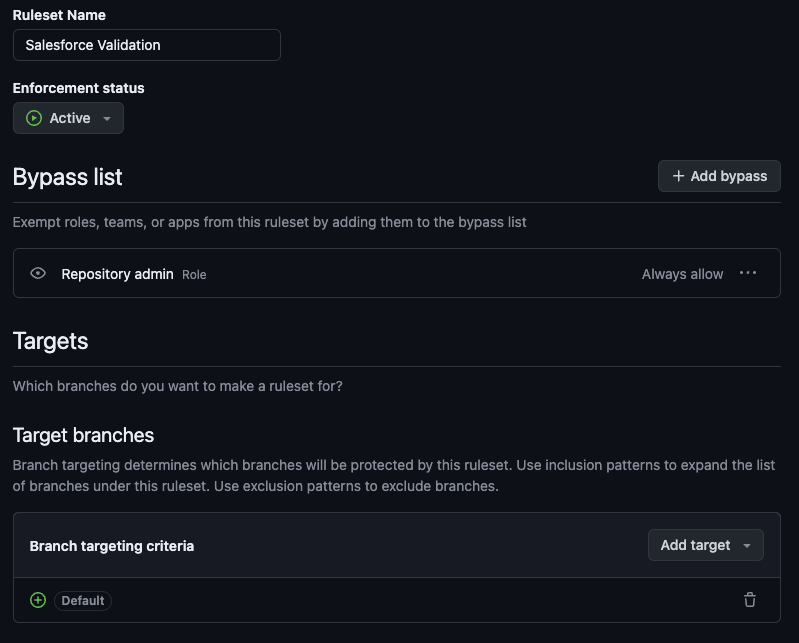 Ruleset Name
Salesforce Validation
Enforcement status
Active
Bypass list
+ Add bypass
Exempt roles, teams, or apps from this ruleset by adding them to the bypass list
Repository admin Role Always allow ···
Targets
Which branches do you want to make a ruleset for?
Target branches
Branch targeting determines which branches will be protected by this ruleset. Use inclusion patterns to expand the list
of branches under this ruleset. Use exclusion patterns to exclude branches.
Branch targeting criteria
Add target
Default